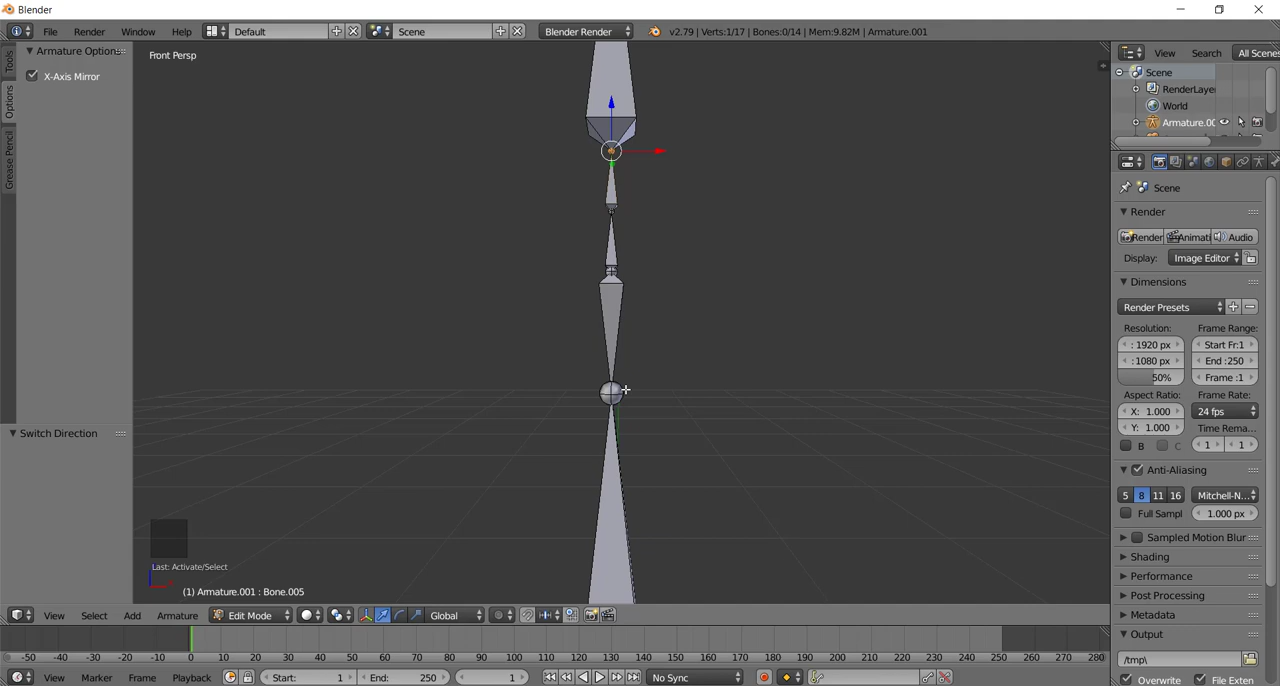 Blender
File Render Window Help Default Scene Blender Render v2.79 | Verts:1/17 | Bones:0/14 | Mem:9.82M | Armature.001
Tools
Options
Grease Pencil
Armature Options
X-Axis Mirror
Switch Direction
Front Persp
Last: Activate/Select
(1) Armature.001 : Bone.005
View Search All Scenes
Scene
RenderLaye
World
Armature.00
Scene
Render
Render Animati Audio
Display: Image Editor
Dimensions
Render Presets
Resolution: Frame Range:
: 1920 px Start Fr:1
: 1080 px End :250
50% Frame :1
Aspect Ratio: Frame Rate:
X: 1.000 24 fps
Y: 1.000 Time Rema...
B C 1 1
Anti-Aliasing
5 8 11 16 Mitchell-N...
Full Sampl 1.000 px
Sampled Motion Blur
Shading
Performance
Post Processing
Metadata
Output
/tmp\
Overwrite File Exten
View Select Add Armature Edit Mode Global
-50 -40 -30 -20 -10 0 10 20 30 40 50 60 70 80 90 100 110 120 130 140 150 160 170 180 190 200 210 220 230 240 250 260 270 280
View Marker Frame Playback Start: 1 End: 250 1 No Sync